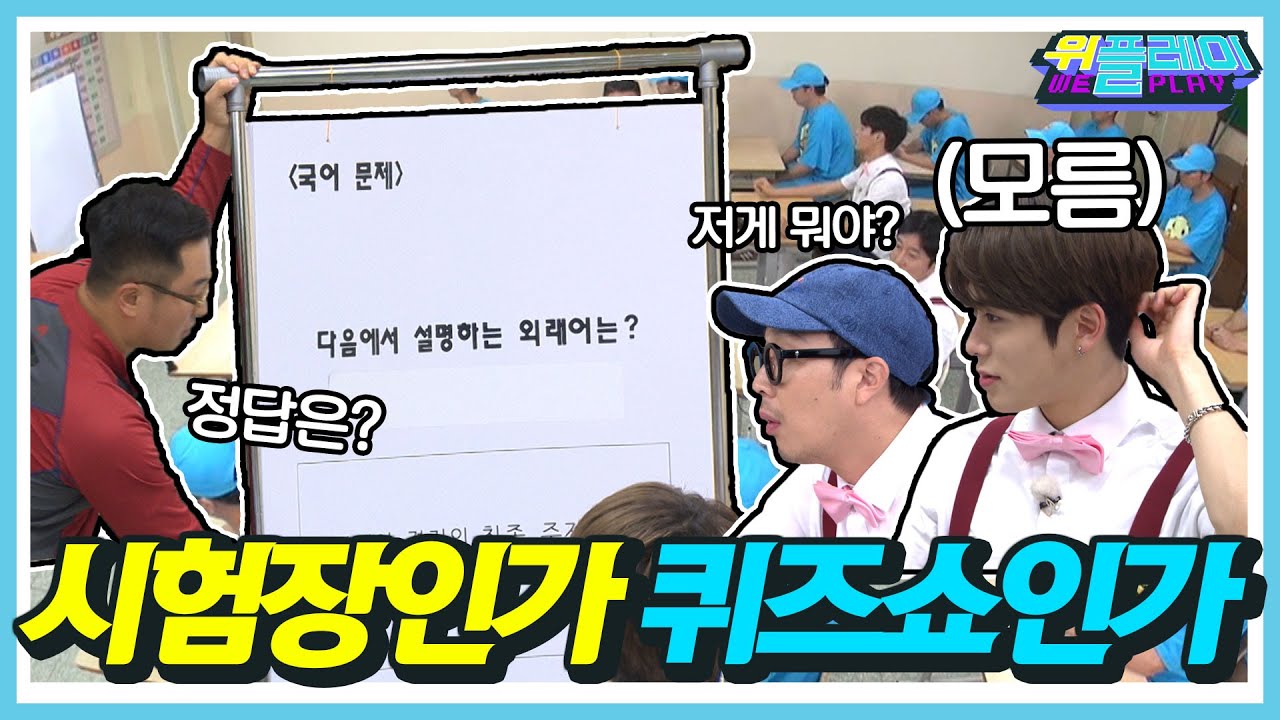 위플레이
WE PLAY
(모름)
<국어 문제>
저게 뭐야?
다음에서 설명하는 외래어는?
정답은?
시험장인가 퀴즈쇼인가